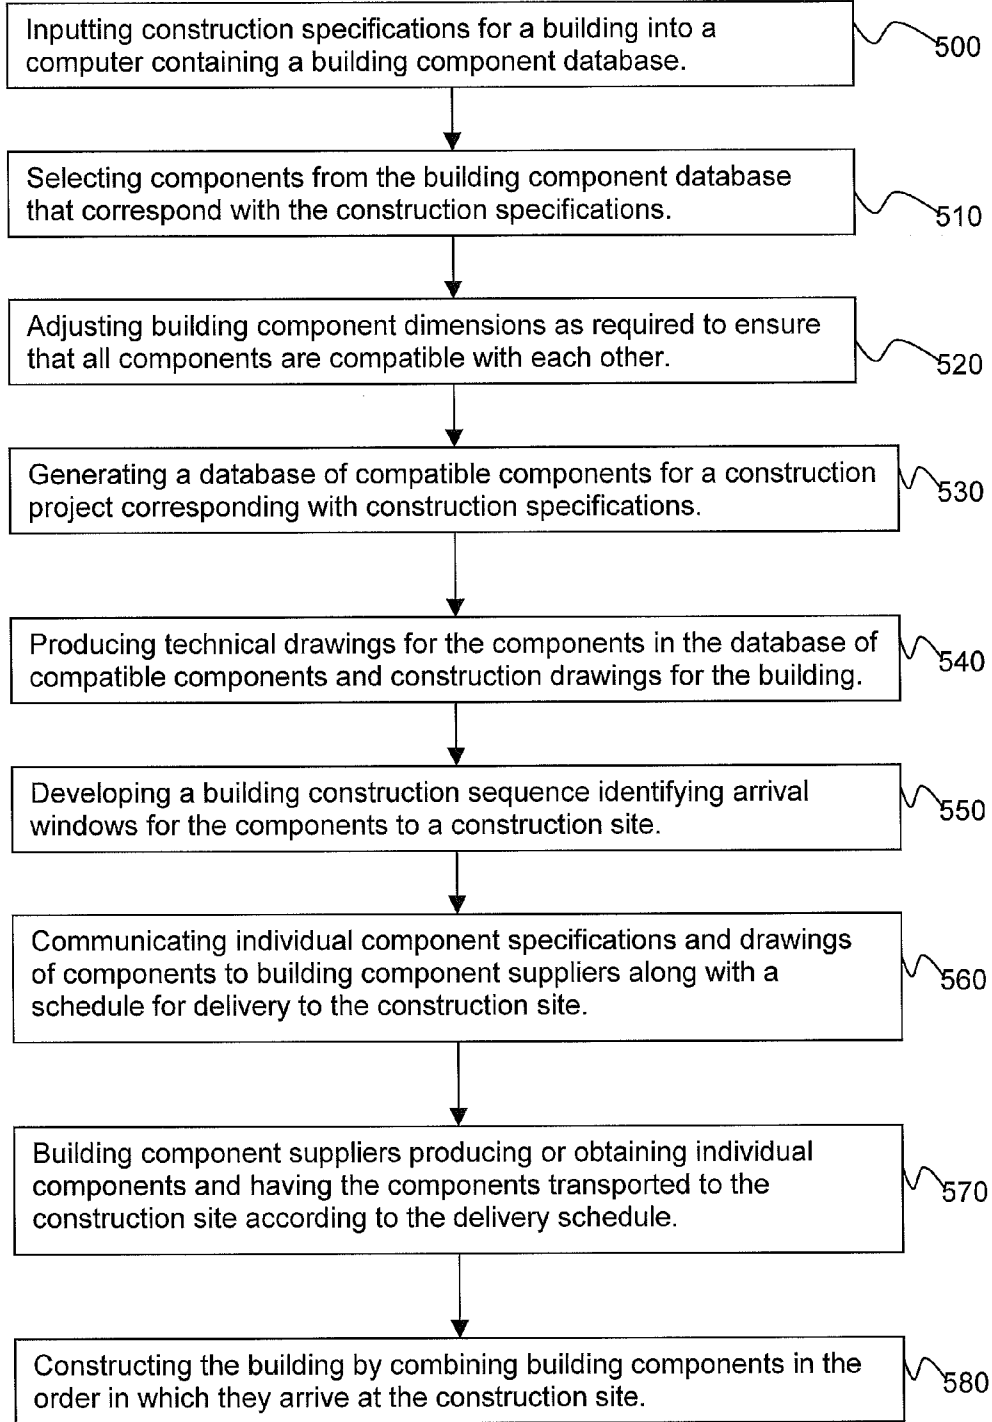 Inputting construction specifications for a building into a
computer containing a building component database.
500
Selecting components from the building component database
that correspond with the construction specifications.
510
Adjusting building component dimensions as required to ensure
that all components are compatible with each other.
520
Generating a database of compatible components for a construction
project corresponding with construction specifications.
530
Producing technical drawings for the components in the database of
compatible components and construction drawings for the building.
540
Developing a building construction sequence identifying arrival
windows for the components to a construction site.
550
Communicating individual component specifications and drawings
of components to building component suppliers along with a
schedule for delivery to the construction site.
560
Building component suppliers producing or obtaining individual
components and having the components transported to the
construction site according to the delivery schedule.
570
Constructing the building by combining building components in the
order in which they arrive at the construction site.
580